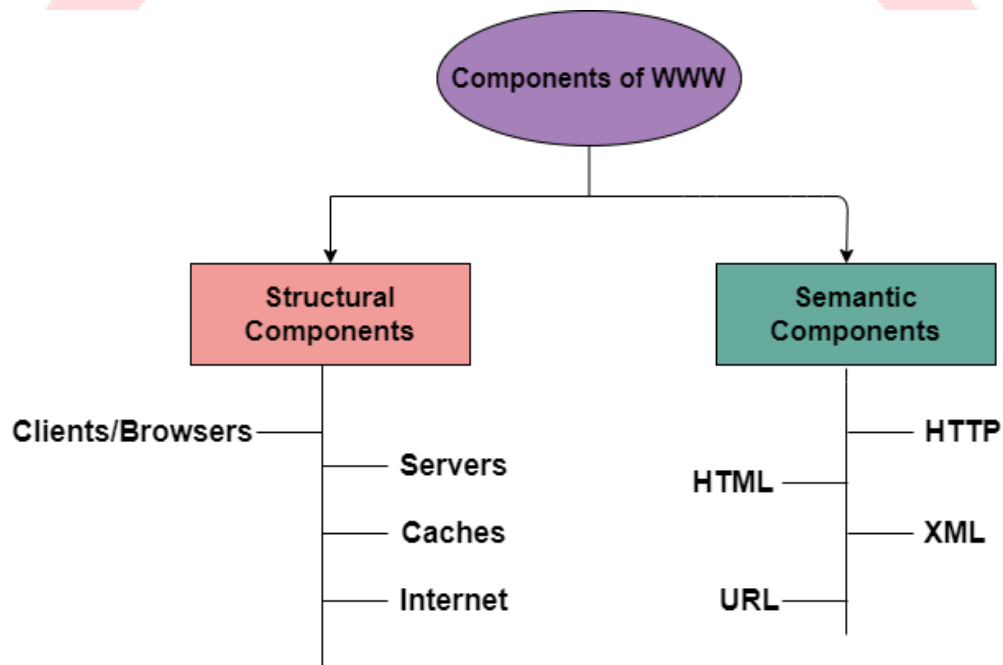 Components of WWW
Structural
Components
Semantic
Components
Clients/Browsers
Servers
Caches
Internet
HTTP
HTML
XML
URL